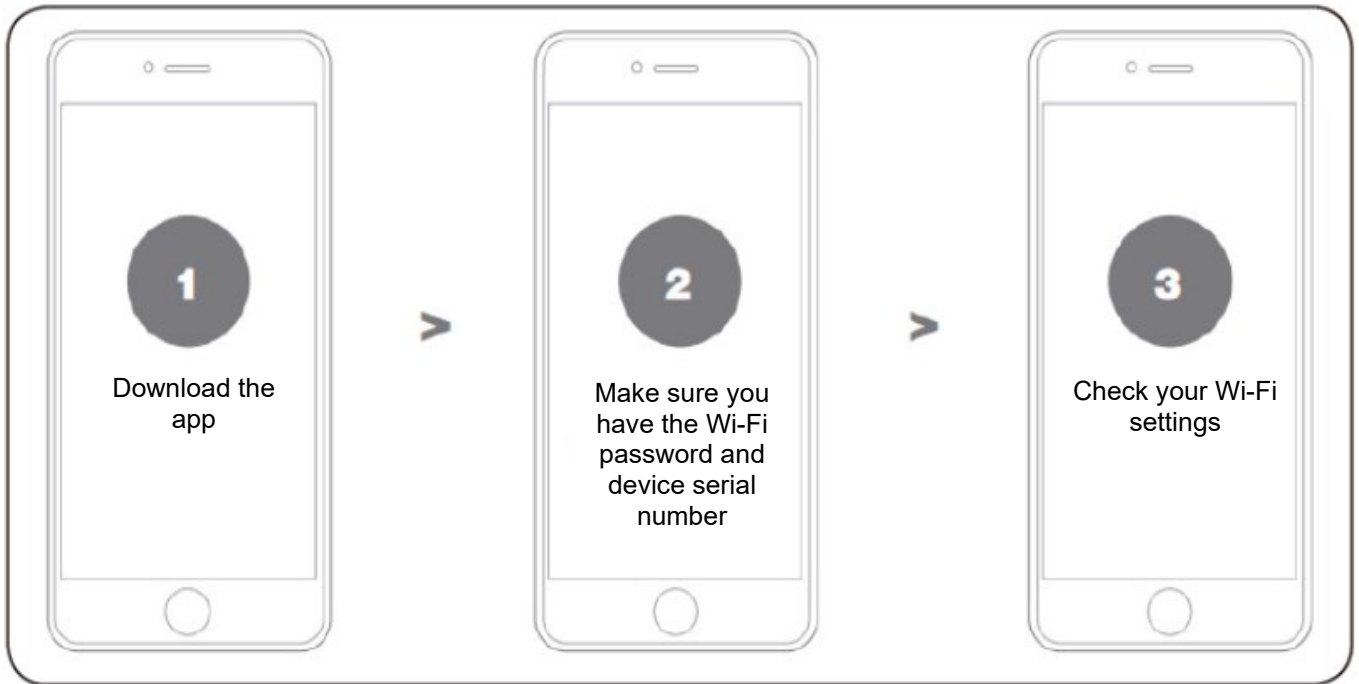 1
Download the
app
>
2
Make sure you
have the Wi-Fi
password and
device serial
number
>
3
Check your Wi-Fi
settings